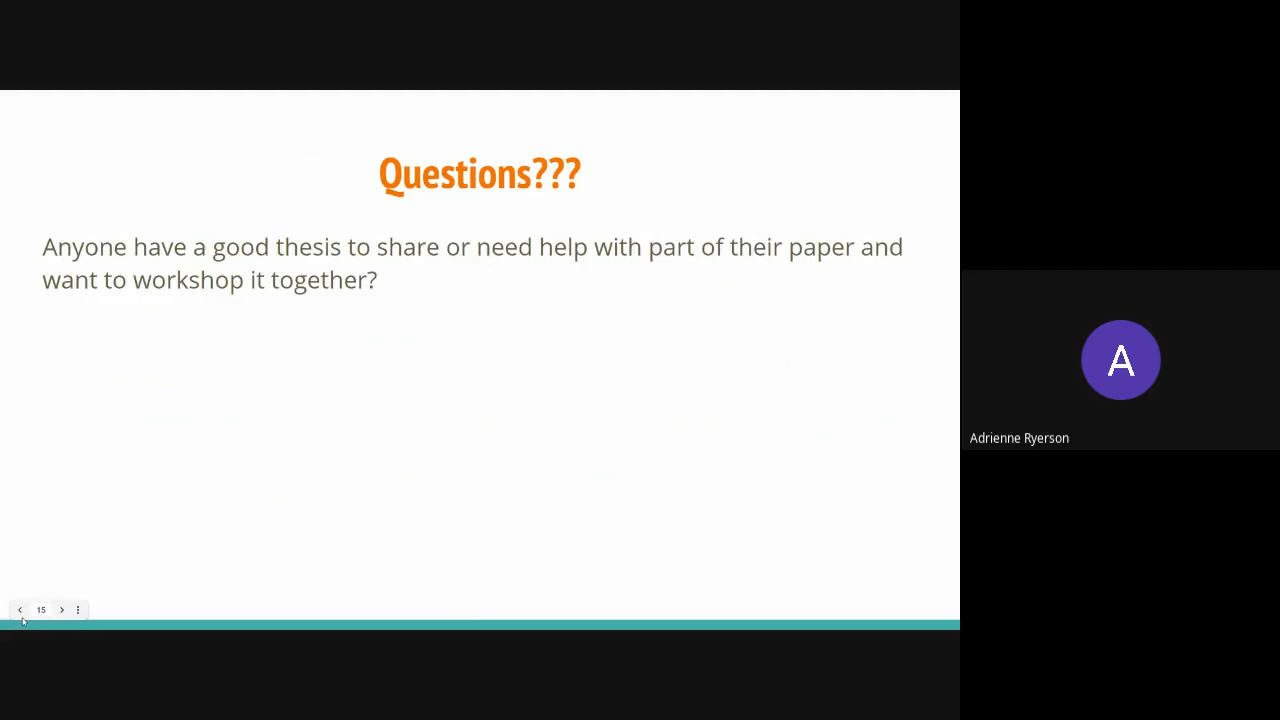 Questions???
Anyone have a good thesis to share or need help with part of their paper and
want to workshop it together?
A
Adrienne Ryerson
15